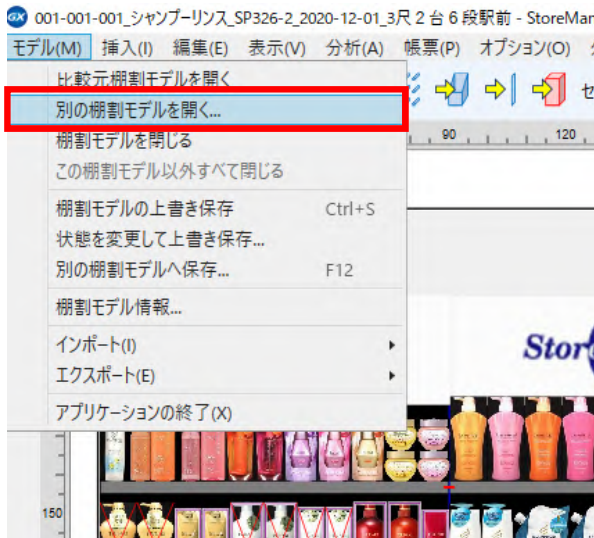 GX 001-001-001_シャンプーリンス_SP326-2_2020-12-01_3尺２台６段駅前 - StoreMan
モデル(M) 挿入(I) 編集(E) 表示(V) 分析(A) 帳票(P) オプション(O)
比較元棚割モデルを開く
別の棚割モデルを開く...
棚割モデルを閉じる
この棚割モデル以外すべて閉じる
棚割モデルの上書き保存 Ctrl+S
状態を変更して上書き保存...
別の棚割モデルへ保存... F12
棚割モデル情報...
インポート(I)
エクスポート(E)
アプリケーションの終了(X)
セ
90 120
Stor
150